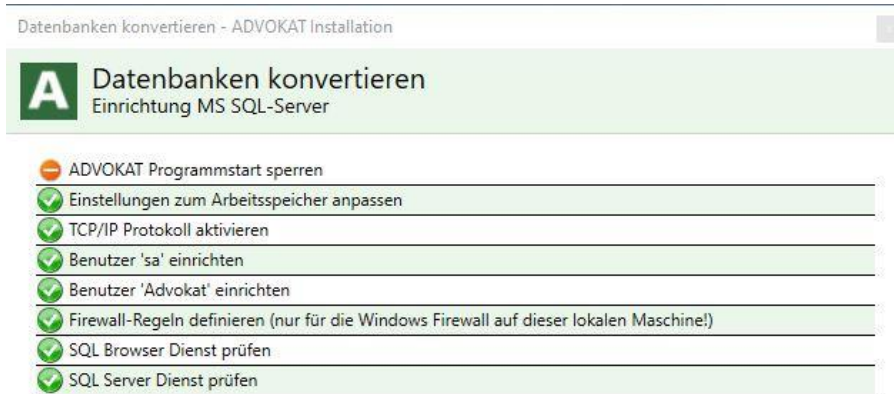 Datenbanken konvertieren - ADVOKAT Installation
A
Datenbanken konvertieren
Einrichtung MS SQL-Server
ADVOKAT Programmstart sperren
Einstellungen zum Arbeitsspeicher anpassen
TCP/IP Protokoll aktivieren
Benutzer 'sa' einrichten
Benutzer 'Advokat' einrichten
Firewall-Regeln definieren (nur für die Windows Firewall auf dieser lokalen Maschine!)
SQL Browser Dienst prüfen
SQL Server Dienst prüfen